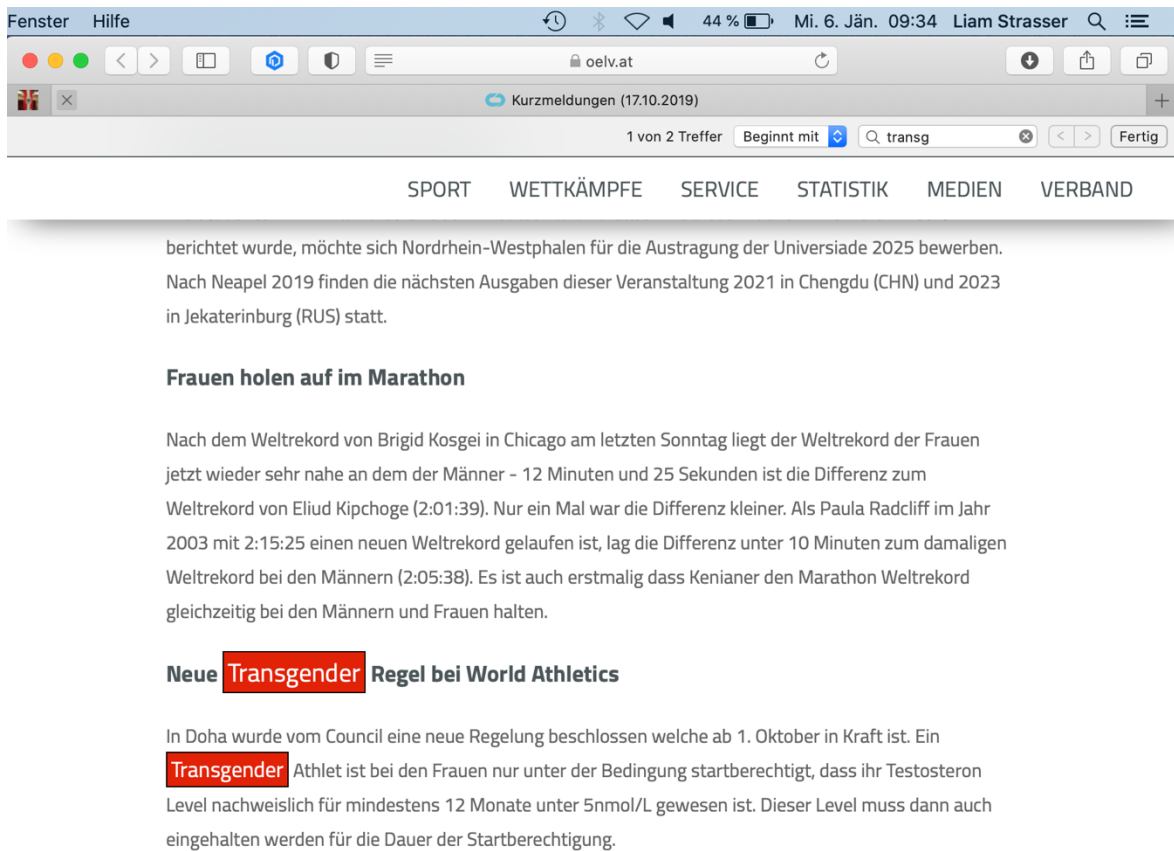 Fenster Hilfe 44 % Mi. 6. Jän. 09:34 Liam Strasser
oelv.at
Kurzmeldungen (17.10.2019)
1 von 2 Treffer Beginnt mit transg Fertig
SPORT WETTKÄMPFE SERVICE STATISTIK MEDIEN VERBAND
berichtet wurde, möchte sich Nordrhein-Westphalen für die Austragung der Universiade 2025 bewerben.
Nach Neapel 2019 finden die nächsten Ausgaben dieser Veranstaltung 2021 in Chengdu (CHN) und 2023
in Jekaterinburg (RUS) statt.
Frauen holen auf im Marathon
Nach dem Weltrekord von Brigid Kosgei in Chicago am letzten Sonntag liegt der Weltrekord der Frauen
jetzt wieder sehr nahe an dem der Männer - 12 Minuten und 25 Sekunden ist die Differenz zum
Weltrekord von Eliud Kipchoge (2:01:39). Nur ein Mal war die Differenz kleiner. Als Paula Radcliff im Jahr
2003 mit 2:15:25 einen neuen Weltrekord gelaufen ist, lag die Differenz unter 10 Minuten zum damaligen
Weltrekord bei den Männern (2:05:38). Es ist auch erstmalig dass Kenianer den Marathon Weltrekord
gleichzeitig bei den Männern und Frauen halten.
Neue Transgender Regel bei World Athletics
In Doha wurde vom Council eine neue Regelung beschlossen welche ab 1. Oktober in Kraft ist. Ein
Transgender Athlet ist bei den Frauen nur unter der Bedingung startberechtigt, dass ihr Testosteron
Level nachweislich für mindestens 12 Monate unter 5nmol/L gewesen ist. Dieser Level muss dann auch
eingehalten werden für die Dauer der Startberechtigung.